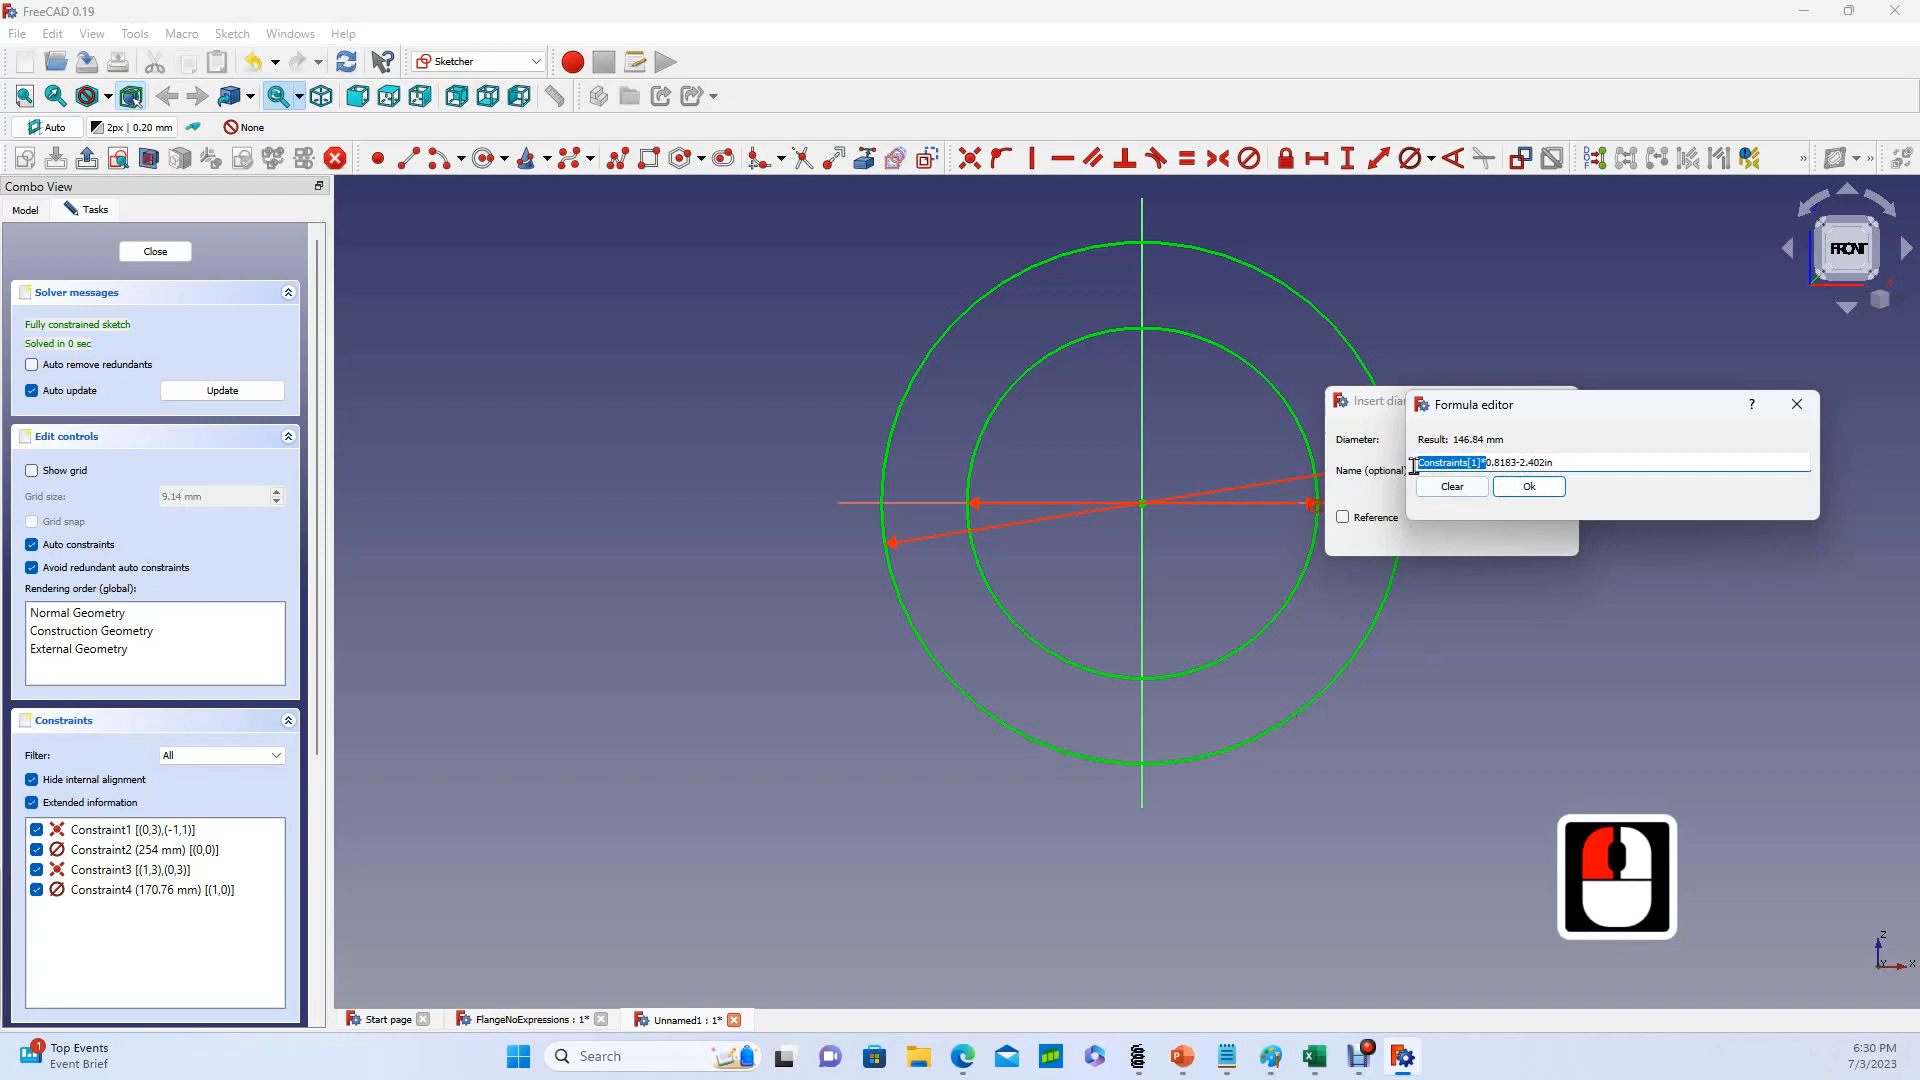 FreeCAD 0.19
File Edit View Tools Macro Sketch Windows Help
Sketcher
Auto 2px | 0.20 mm None
Combo View
Model Tasks
Close
Solver messages
Fully constrained sketch
Solved in 0 sec
Auto remove redundants
Auto update Update
Edit controls
Show grid
Grid size: 9.14 mm
Grid snap
Auto constraints
Avoid redundant auto constraints
Rendering order (global):
Normal Geometry
Construction Geometry
External Geometry
Constraints
Filter: All
Hide internal alignment
Extended information
Constraint1 [(0,3),(-1,1)]
Constraint2 (254 mm) [(0,0)]
Constraint3 [(1,3),(0,3)]
Constraint4 (170.76 mm) [(1,0)]
FRONT
Insert dia
Diameter:
Name (optional)
Reference
Formula editor
?
Result: 146.84 mm
Constraints[1]*0.8183-2.402in
Clear Ok
Z
Y
X
Start page FlangeNoExpressions : 1* Unnamed1 : 1*
1
Top Events
Event Brief
Search
6:30 PM
7/3/2023